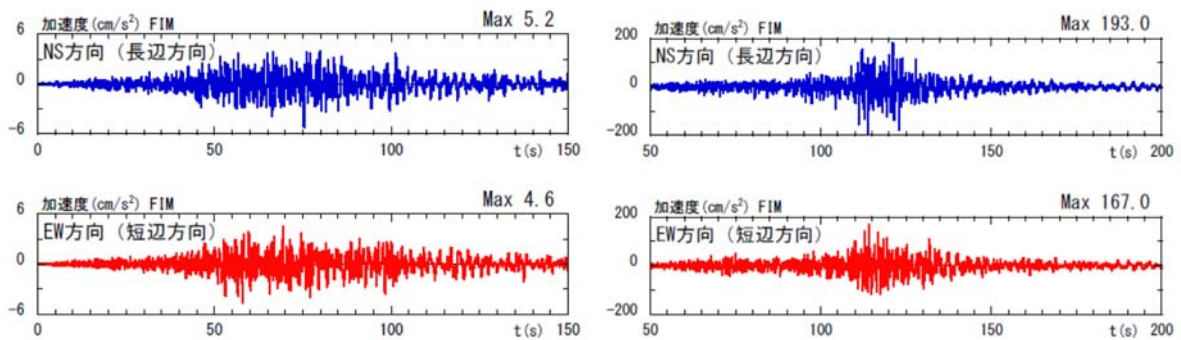 加速度(cm/s²) FIM Max 5.2
6
NS方向（長辺方向）
0
-6
0 50 100 t(s) 150
加速度(cm/s²) FIM Max 193.0
200
NS方向（長辺方向）
0
-200
50 100 150 t(s) 200
加速度(cm/s²) FIM Max 4.6
6
EW方向（短辺方向）
0
-6
0 50 100 t(s) 150
加速度(cm/s²) FIM Max 167.0
200
EW方向（短辺方向）
0
-200
50 100 150 t(s) 200